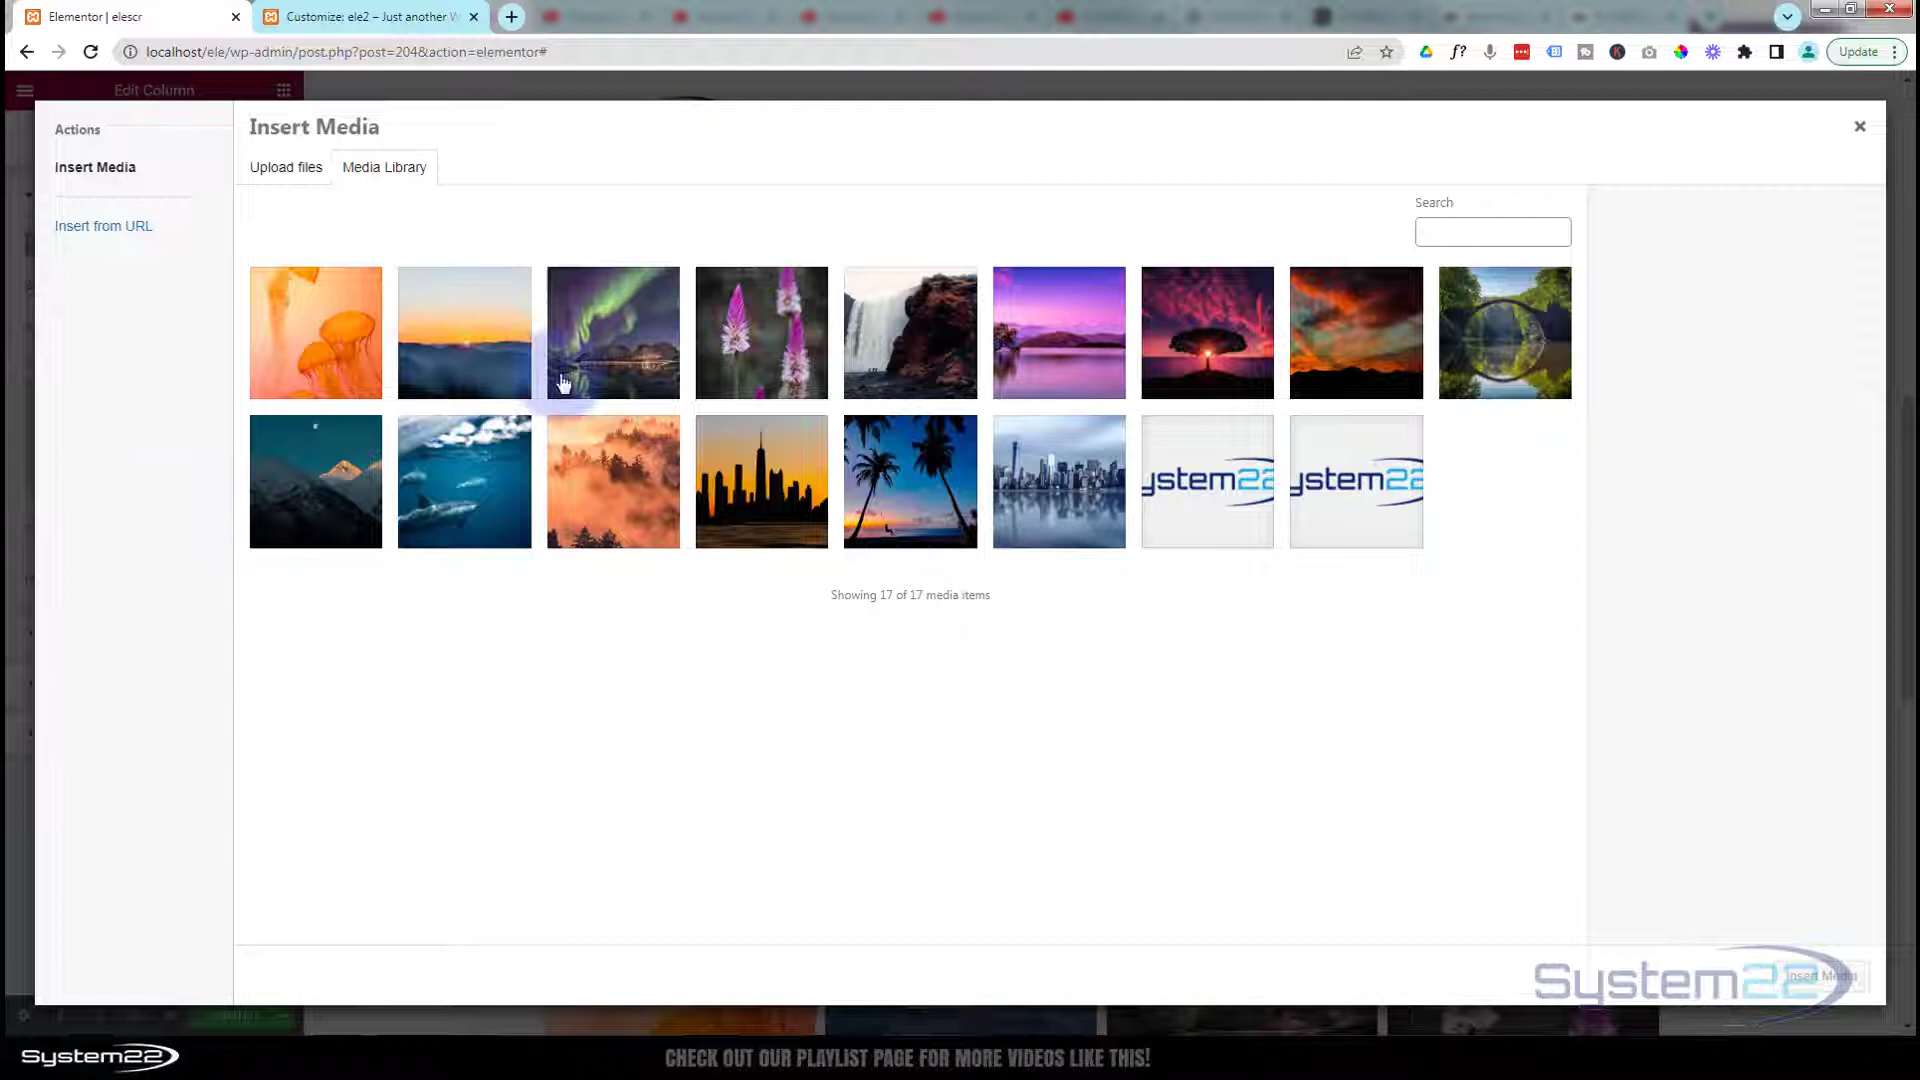 Elementor | elescr
Customize: ele2 – Just another W
localhost/ele/wp-admin/post.php?post=204&action=elementor#
Update
Edit Column
Actions
Insert Media
Insert from URL
Insert Media
Upload files
Media Library
Search
ystem22
ystem22
Showing 17 of 17 media items
Insert Media
System22
System22
CHECK OUT OUR PLAYLIST PAGE FOR MORE VIDEOS LIKE THIS!